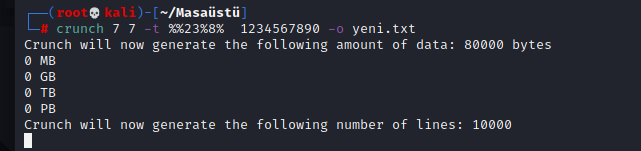 ┌──(root💀kali)-[~/Masaüstü]
└─# crunch 7 7 -t %%23%8%  1234567890 -o yeni.txt
Crunch will now generate the following amount of data: 80000 bytes
0 MB
0 GB
0 TB
0 PB
Crunch will now generate the following number of lines: 10000